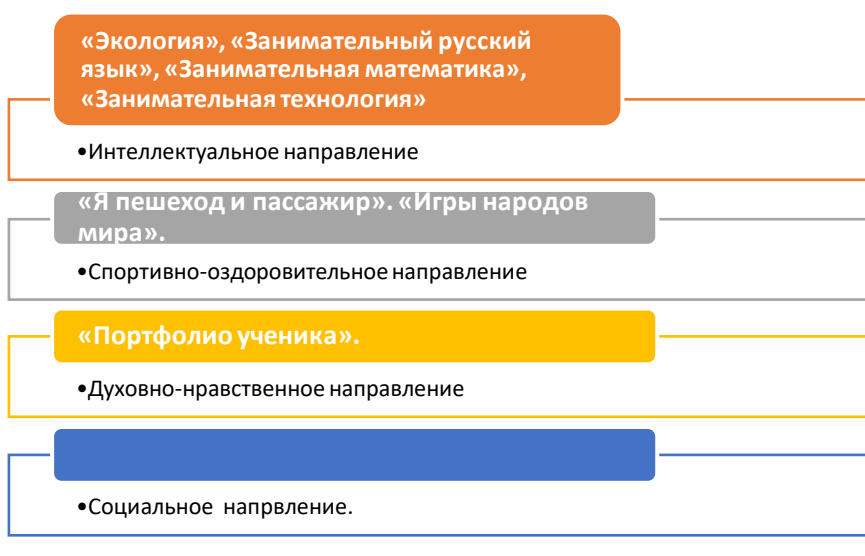 «Экология», «Занимательный русский
язык», «Занимательная математика»,
«Занимательная технология»
•Интеллектуальное направление
«Я пешеход и пассажир». «Игры народов
мира».
•Спортивно-оздоровительное направление
«Портфолио ученика».
•Духовно-нравственное направление
•Социальное напрвление.